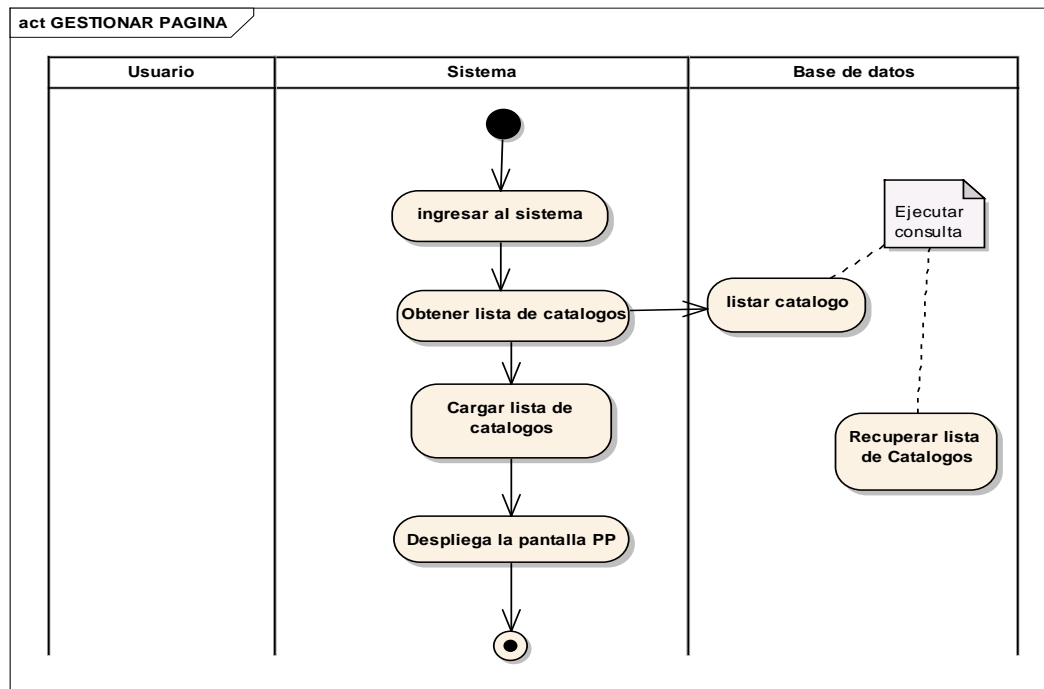 act GESTIONAR PAGINA
Usuario
Sistema
Base de datos
ingresar al sistema
Ejecutar
consulta
Obtener lista de catalogos
listar catalogo
Cargar lista de
catalogos
Recuperar lista
de Catalogos
Despliega la pantalla PP